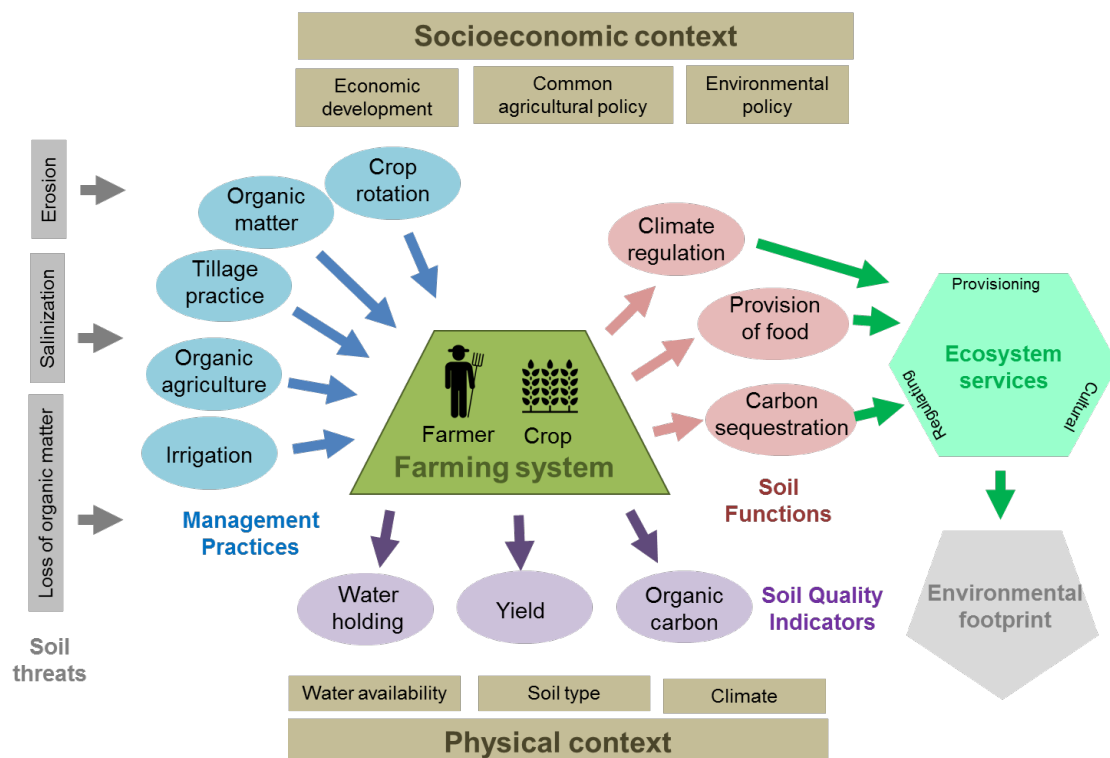 Socioeconomic context
Economic
development
Common
agricultural policy
Environmental
policy
Erosion
Salinization
Loss of organic matter
Soil
threats
Crop
rotation
Organic
matter
Tillage
practice
Organic
agriculture
Irrigation
Management
Practices
Farmer
Crop
Farming system
Climate
regulation
Provision
of food
Carbon
sequestration
Soil
Functions
Provisioning
Ecosystem
services
Regulating
Cultural
Environmental
footprint
Water
holding
Yield
Organic
carbon
Soil Quality
Indicators
Water availability
Soil type
Climate
Physical context